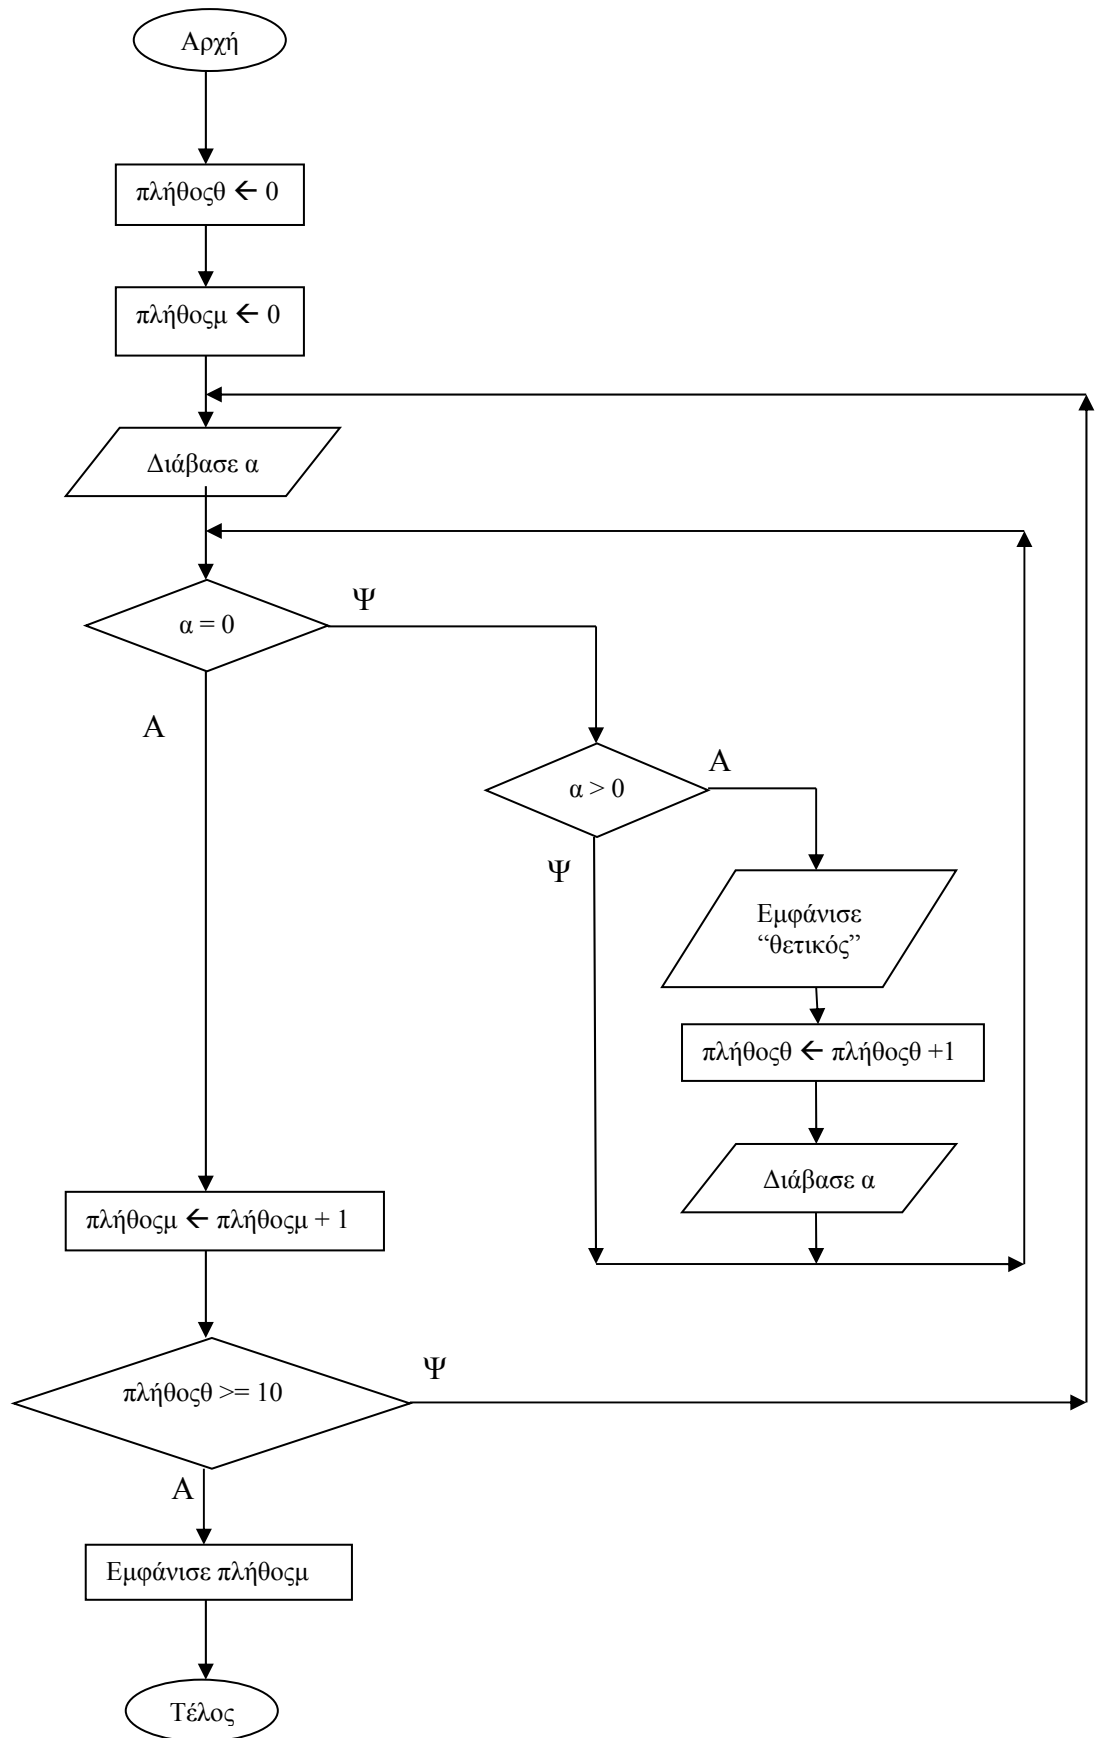 Αρχή
πλήθοςθ ← 0
πλήθοςμ ← 0
Διάβασε α
α = 0
Ψ
Α
α > 0
Α
Ψ
Εμφάνισε
“θετικός”
πλήθοςθ ← πλήθοςθ +1
Διάβασε α
πλήθοςμ ← πλήθοςμ + 1
πλήθοςθ >= 10
Ψ
Α
Εμφάνισε πλήθοςμ
Τέλος